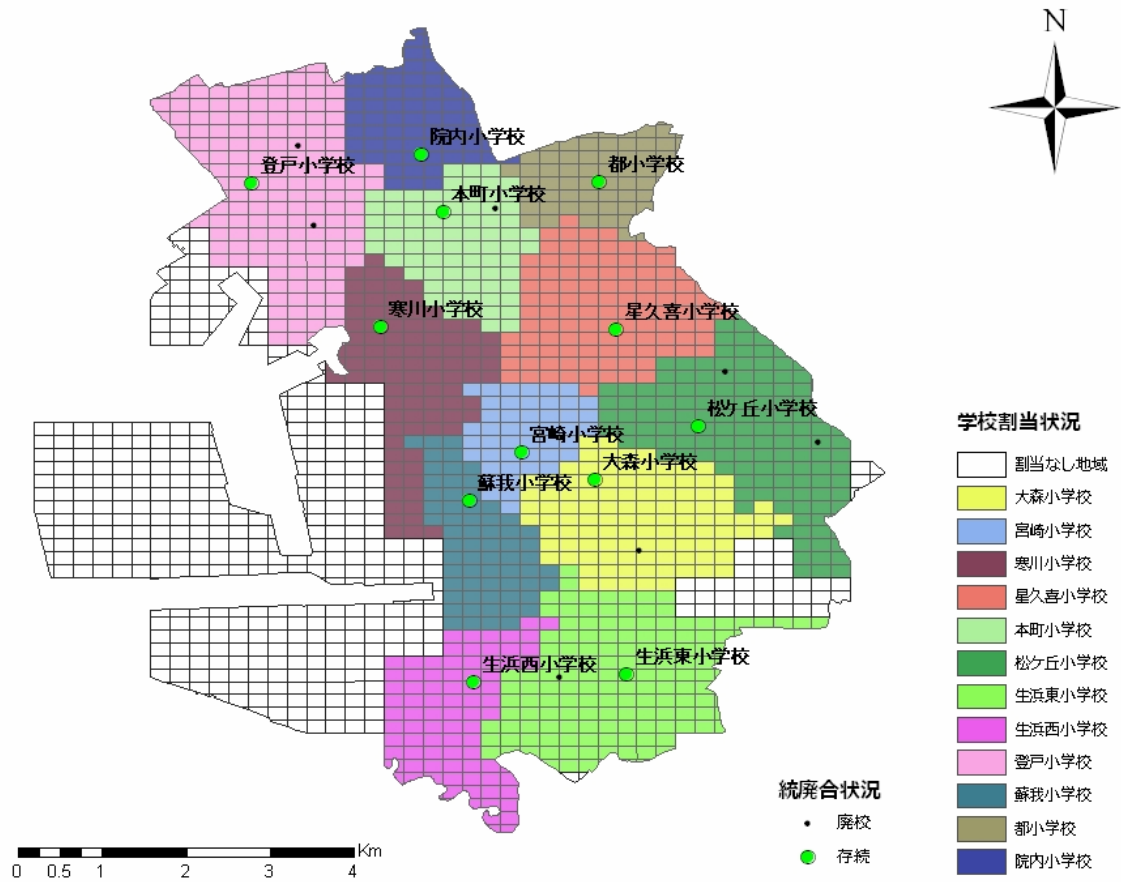 N
院内小学校
登戸小学校
都小学校
本町小学校
寒川小学校
星久喜小学校
松ケ丘小学校
宮崎小学校
大森小学校
蘇我小学校
生浜西小学校
生浜東小学校
学校割当状況
割当なし地域
大森小学校
宮崎小学校
寒川小学校
星久喜小学校
本町小学校
松ケ丘小学校
生浜東小学校
生浜西小学校
登戸小学校
蘇我小学校
都小学校
院内小学校
統廃合状況
廃校
存続
Km
0 0.5 1 2 3 4